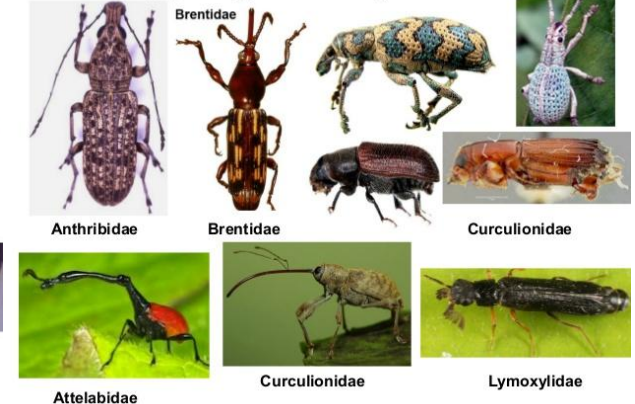 Brentidae
Anthribidae
Brentidae
Curculionidae
Attelabidae
Curculionidae
Lymoxylidae